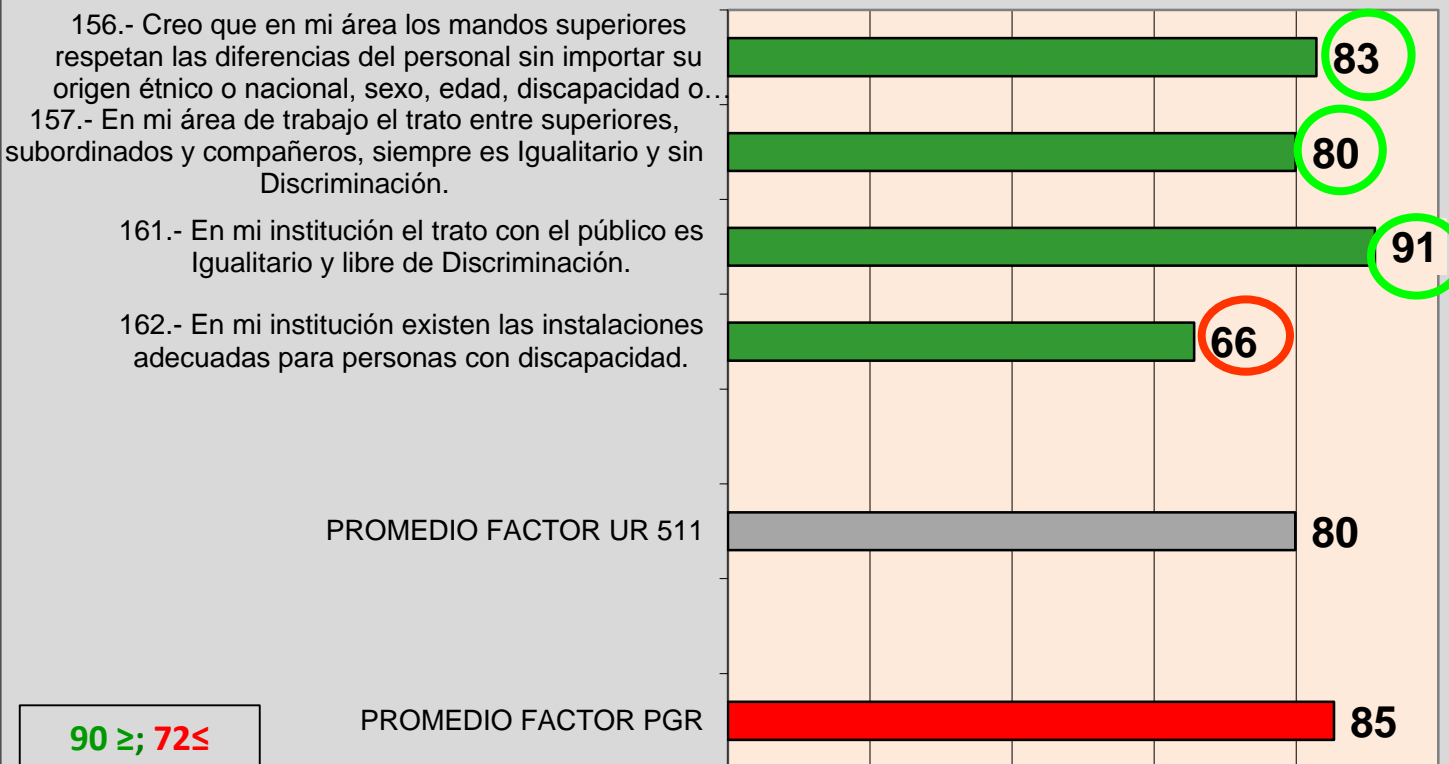 156.- Creo que en mi área los mandos superiores
respetan las diferencias del personal sin importar su
origen étnico o nacional, sexo, edad, discapacidad o…
83
157.- En mi área de trabajo el trato entre superiores,
subordinados y compañeros, siempre es Igualitario y sin
Discriminación.
80
161.- En mi institución el trato con el público es
Igualitario y libre de Discriminación.
91
162.- En mi institución existen las instalaciones
adecuadas para personas con discapacidad.
66
PROMEDIO FACTOR UR 511
80
PROMEDIO FACTOR PGR
85
90 ≥; 72≤